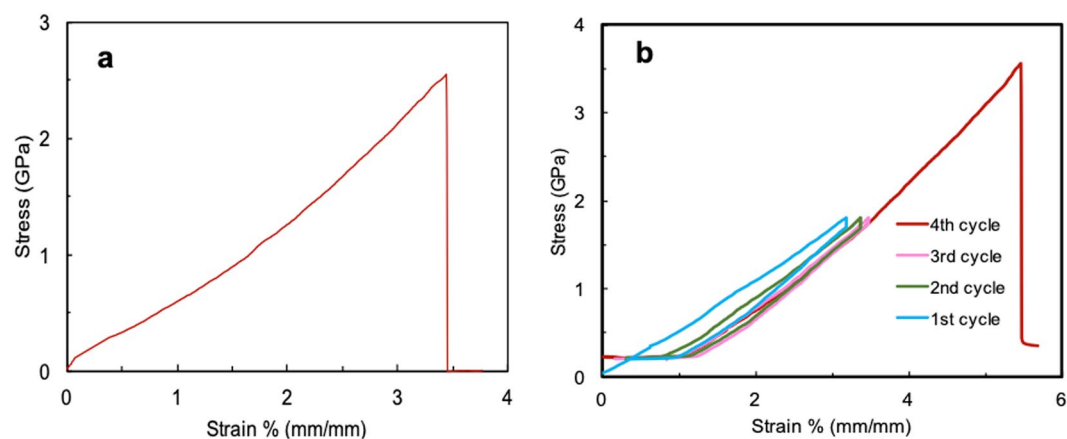 a
3
2
1
0
Stress (GPa)
0 1 2 3 4
Strain % (mm/mm)
b
4
3
2
1
0
Stress (GPa)
4th cycle
3rd cycle
2nd cycle
1st cycle
0 2 4 6
Strain % (mm/mm)